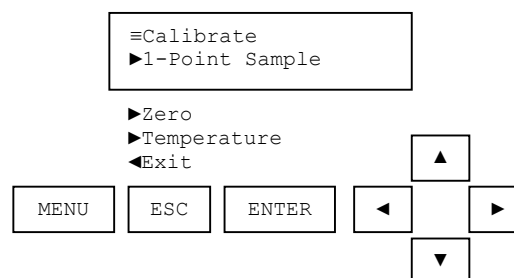 ≡Calibrate
►1-Point Sample
►Zero
►Temperature
◄Exit
▲
MENU ESC ENTER ◄ ►
▼